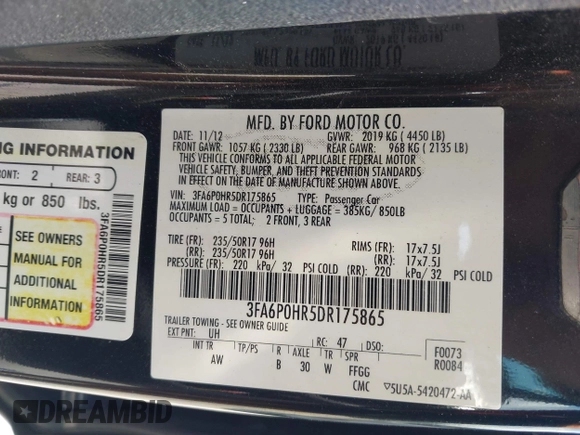 MFD. BY FORD MOTOR CO.
DATE: 11/12 GVWR: 2019 KG ( 4450 LB)
FRONT GAWR: 1057 KG ( 2330 LB) REAR GAWR: 968 KG ( 2135 LB)
THIS VEHICLE CONFORMS TO ALL APPLICABLE FEDERAL MOTOR
VEHICLE SAFETY, BUMPER, AND THEFT PREVENTION STANDARDS
IN EFFECT ON THE DATE OF MANUFACTURE SHOWN ABOVE.
VIN: 3FA6P0HR5DR175865 TYPE: Passenger Car
MAXIMUM LOAD = OCCUPANTS + LUGGAGE = 385KG/ 850LB
OCCUPANTS = 5 TOTAL; 2 FRONT, 3 REAR
TIRE (FR): 235/50R17 96H RIMS (FR): 17x7.5J
(RR): 235/50R17 96H (RR): 17x7.5J
PRESSURE (FR): 220 kPa/ 32 PSI COLD (RR): 220 kPa/ 32 PSI COLD
3FA6P0HR5DR175865
TRAILER TOWING - SEE OWNER GUIDE
EXT PNT: UH RC: 47 DSO: F0073
R0084
INT TR TP/PS R AXLE TR SPR
AW B 30 W FFGG
CMC 5U5A-5420472-AA
NG INFORMATION
FRONT: 2 REAR: 3
kg or 850 lbs.
SEE OWNERS
MANUAL FOR
ADDITIONAL
INFORMATION
3FA6P0HR5DR175865
DREAMBID